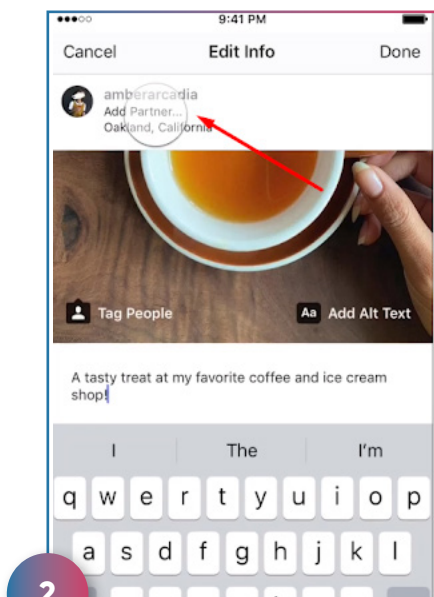 9:41 PM
Cancel
Edit Info
Done
amberarcadia
Add Partner...
Oakland, California
Tag People
Aa Add Alt Text
A tasty treat at my favorite coffee and ice cream
shop!
I
The
I'm
q w e r t y u i o p
a s d f g h j k l
2